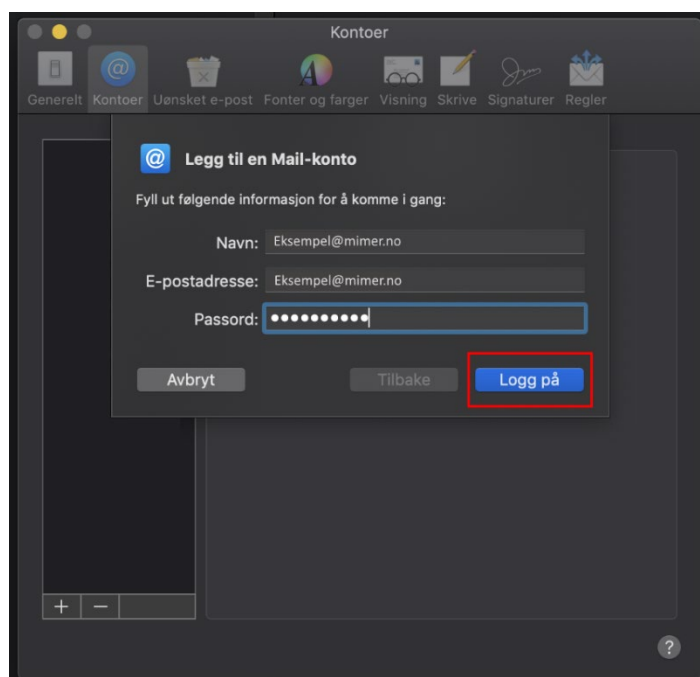 Kontoer
Generelt Kontoer Uønsket e-post Fonter og farger Visning Skrive Signaturer Regler
@ Legg til en Mail-konto
Fyll ut følgende informasjon for å komme i gang:
Navn: Eksempel@mimer.no
E-postadresse: Eksempel@mimer.no
Passord: ●●●●●●●●●●
Avbryt Tilbake Logg på
+ −
?